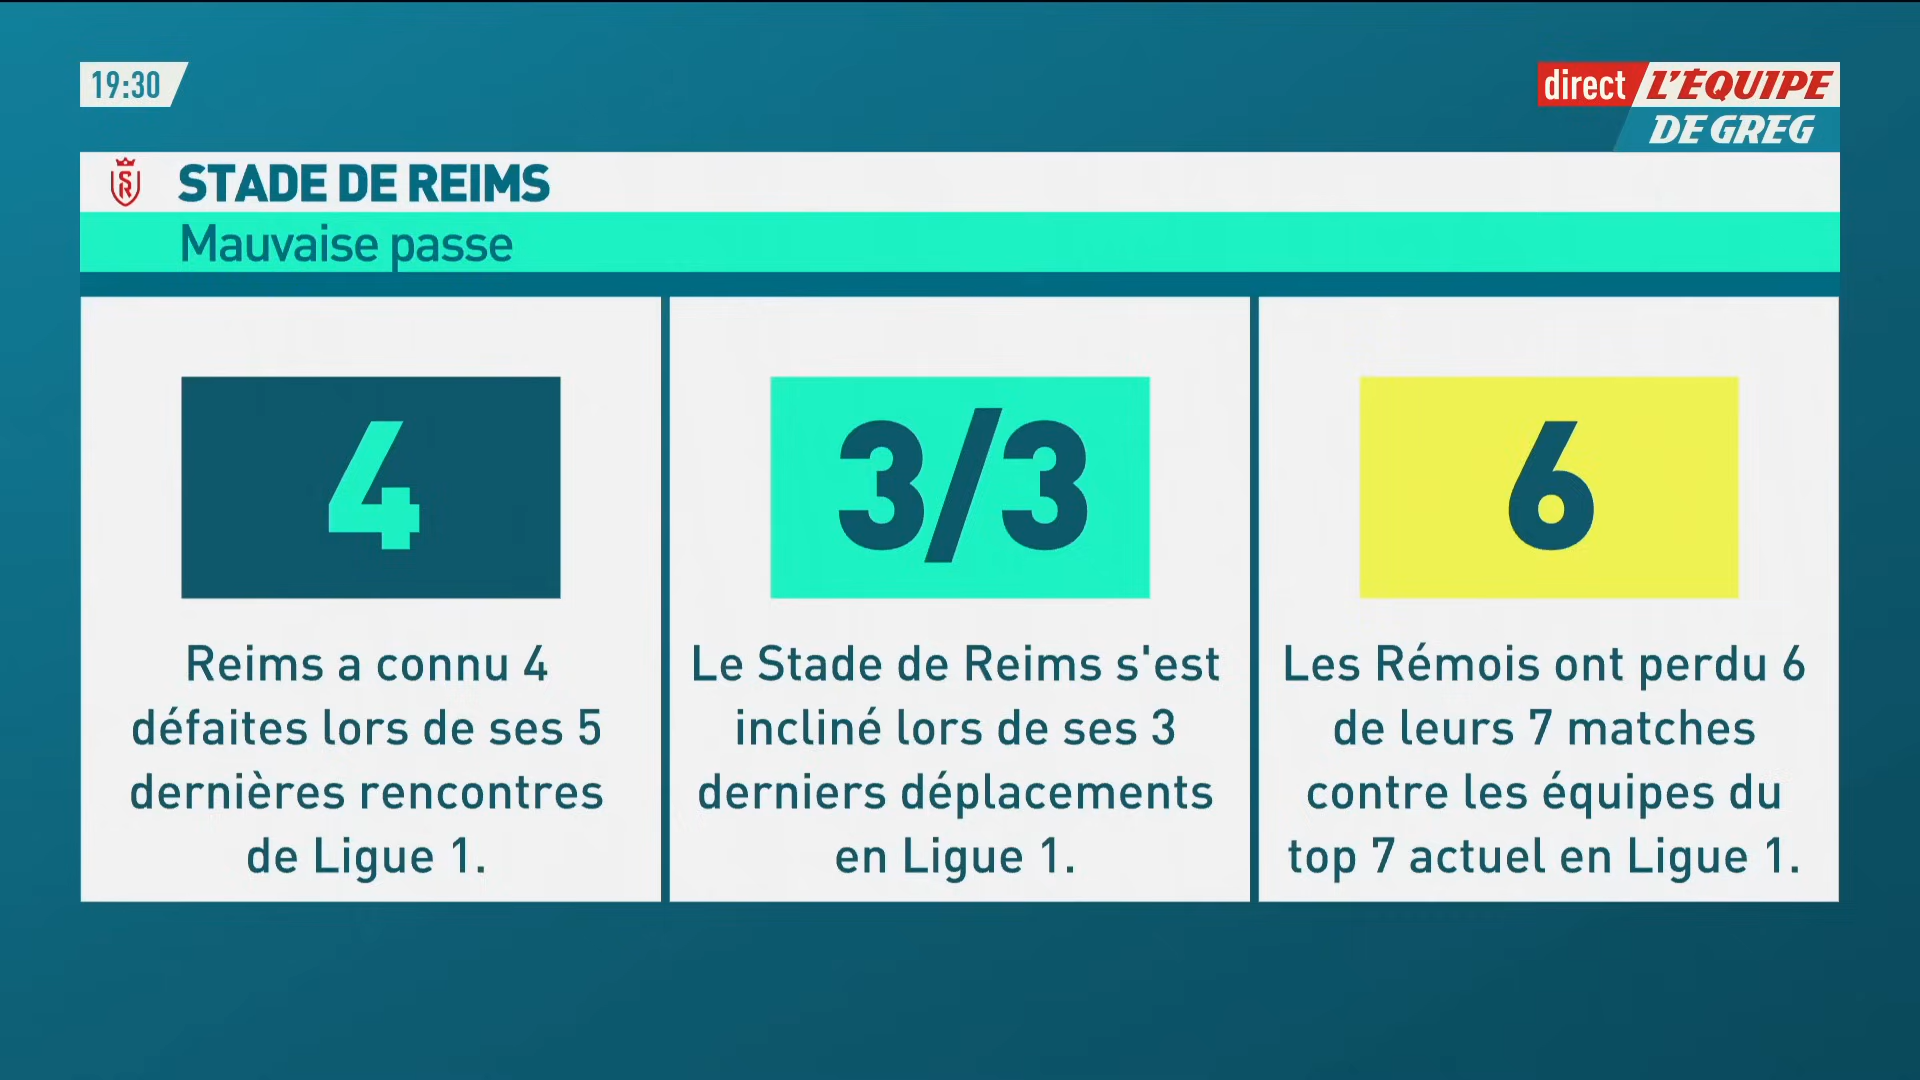 19:30
direct L'ÉQUIPE
DE GREG
SR
STADE DE REIMS
Mauvaise passe
4
Reims a connu 4
défaites lors de ses 5
dernières rencontres
de Ligue 1.
3/3
Le Stade de Reims s'est
incliné lors de ses 3
derniers déplacements
en Ligue 1.
6
Les Rémois ont perdu 6
de leurs 7 matches
contre les équipes du
top 7 actuel en Ligue 1.